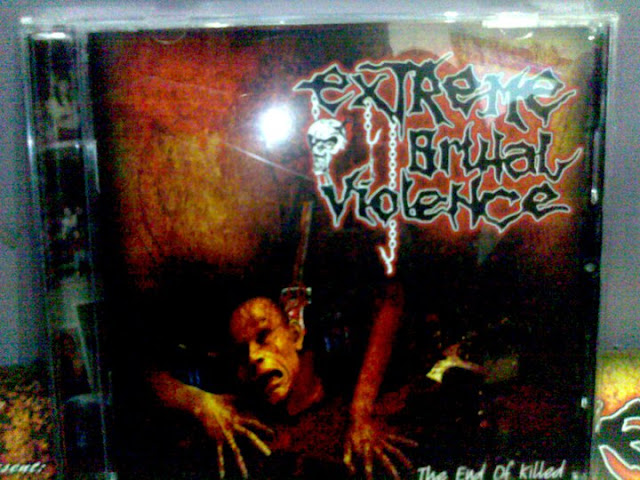 Extreme
Brutal
Violence
The End Of Killed